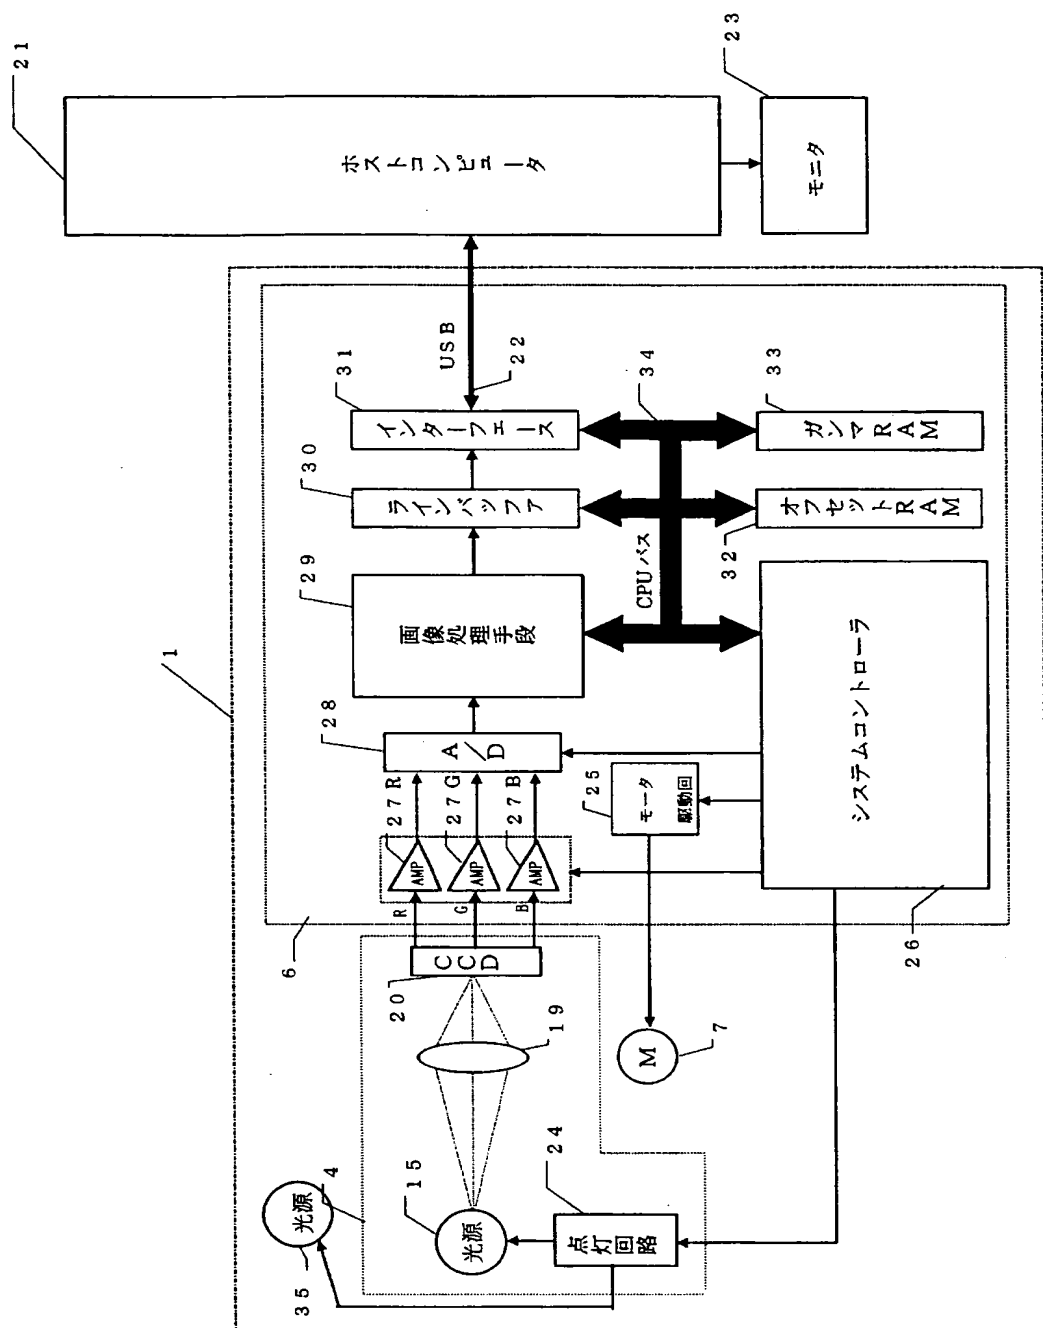 21
ホストコンピュータ
23
モニタ
1
USB
22
31
インターフェース
30
ラインバッファ
29
画像処理手段
34
33
ガンマRAM
32
オフセットRAM
CPUバス
28
A/D
27R
27G
27B
AMP
AMP
AMP
R
G
B
25
モータ
駆動回
システムコントローラ
26
6
CCD
20
19
M
7
4
光源
35
15
光源
24
点灯回路